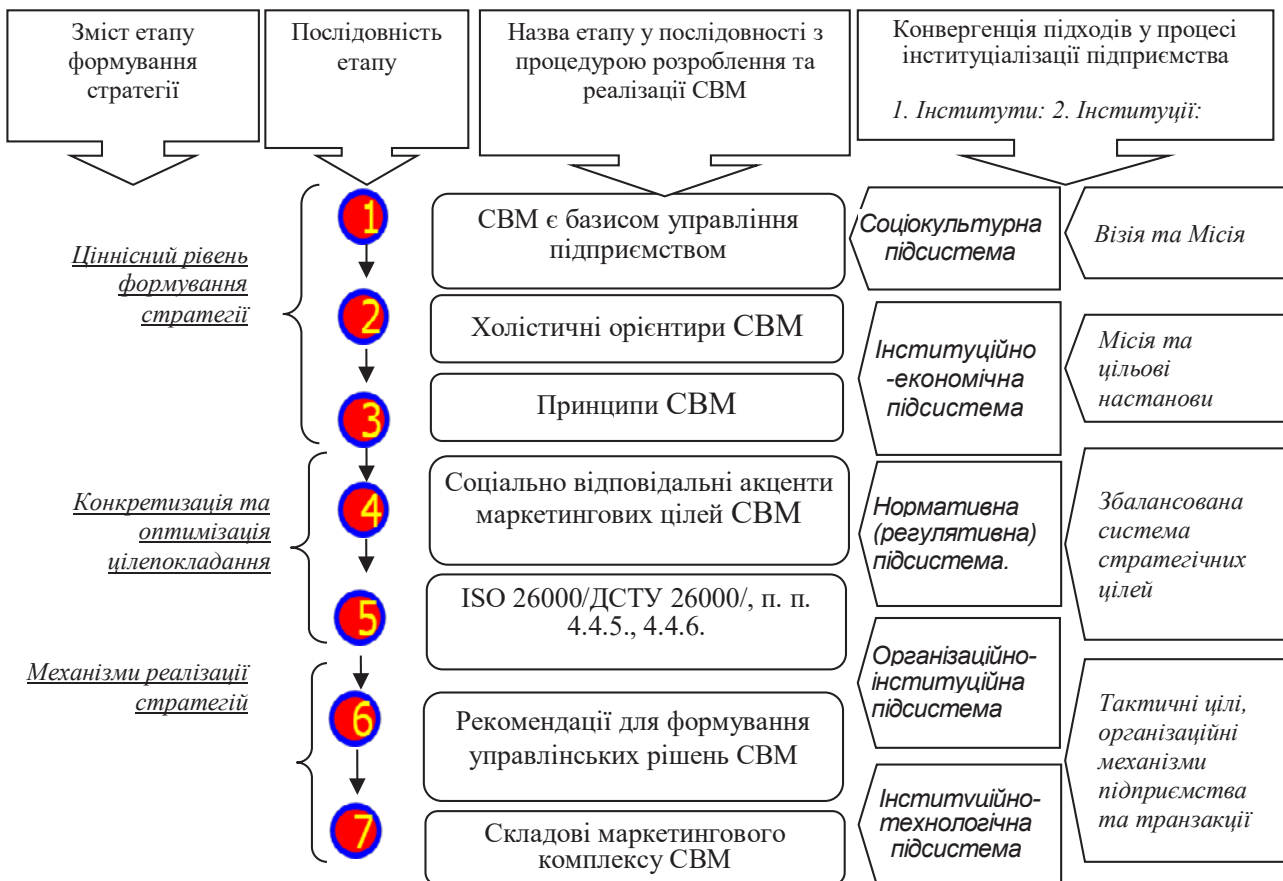 Зміст етапу
формування
стратегії
Послідовність
етапу
Назва етапу у послідовності з
процедурою розроблення та
реалізації СВМ
Конвергенція підходів у процесі
інституціалізації підприємства
1. Інститути: 2. Інституції:
Ціннісний рівень
формування
стратегії
Конкретизація та
оптимізація
цілепокладання
Механізми реалізації
стратегій
1
2
3
4
5
6
7
СВМ є базисом управління
підприємством
Холістичні орієнтири СВМ
Принципи СВМ
Соціально відповідальні акценти
маркетингових цілей СВМ
ISO 26000/ДСТУ 26000/, п. п.
4.4.5., 4.4.6.
Рекомендації для формування
управлінських рішень СВМ
Складові маркетингового
комплексу СВМ
Соціокультурна
підсистема
Інституційно
-економічна
підсистема
Нормативна
(регулятивна)
підсистема.
Організаційно-
інституційна
підсистема
Інституційно-
технологічна
підсистема
Візія та Місія
Місія та
цільові
настанови
Збалансована
система
стратегічних
цілей
Тактичні цілі,
організаційні
механізми
підприємства
та транзакції